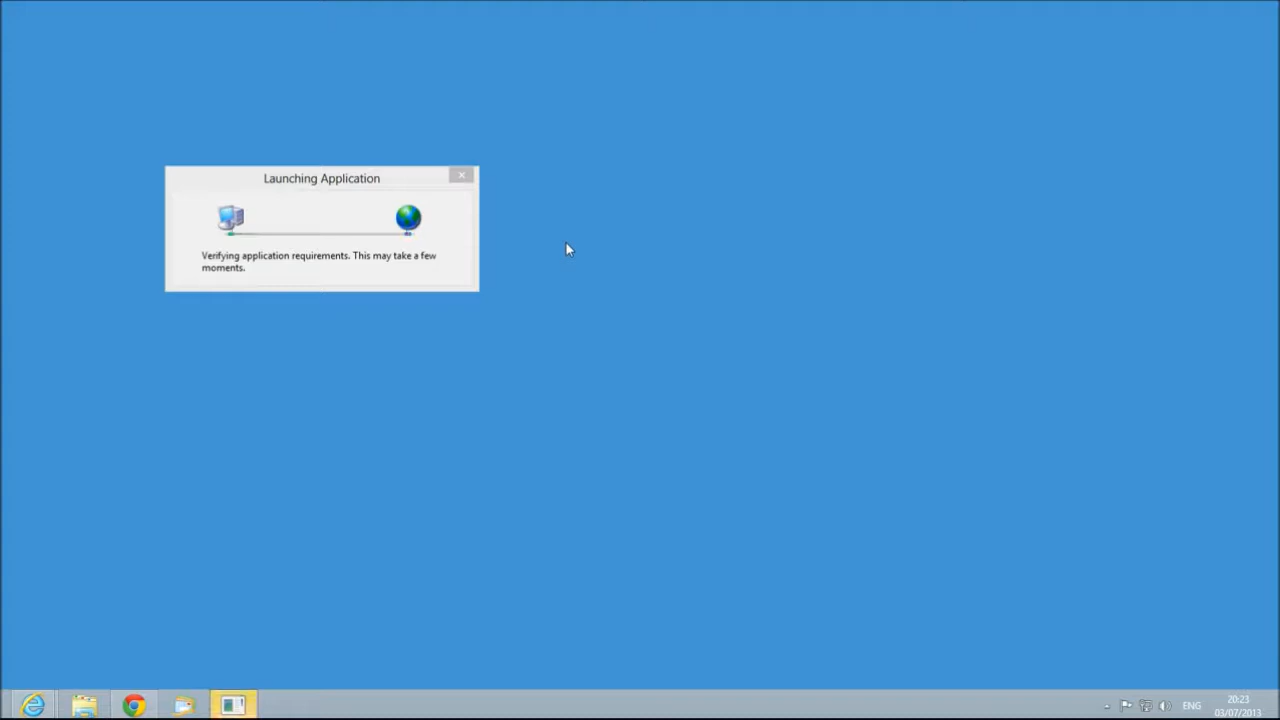 Launching Application
Verifying application requirements. This may take a few
moments.
ENG
20:23
03/07/2013